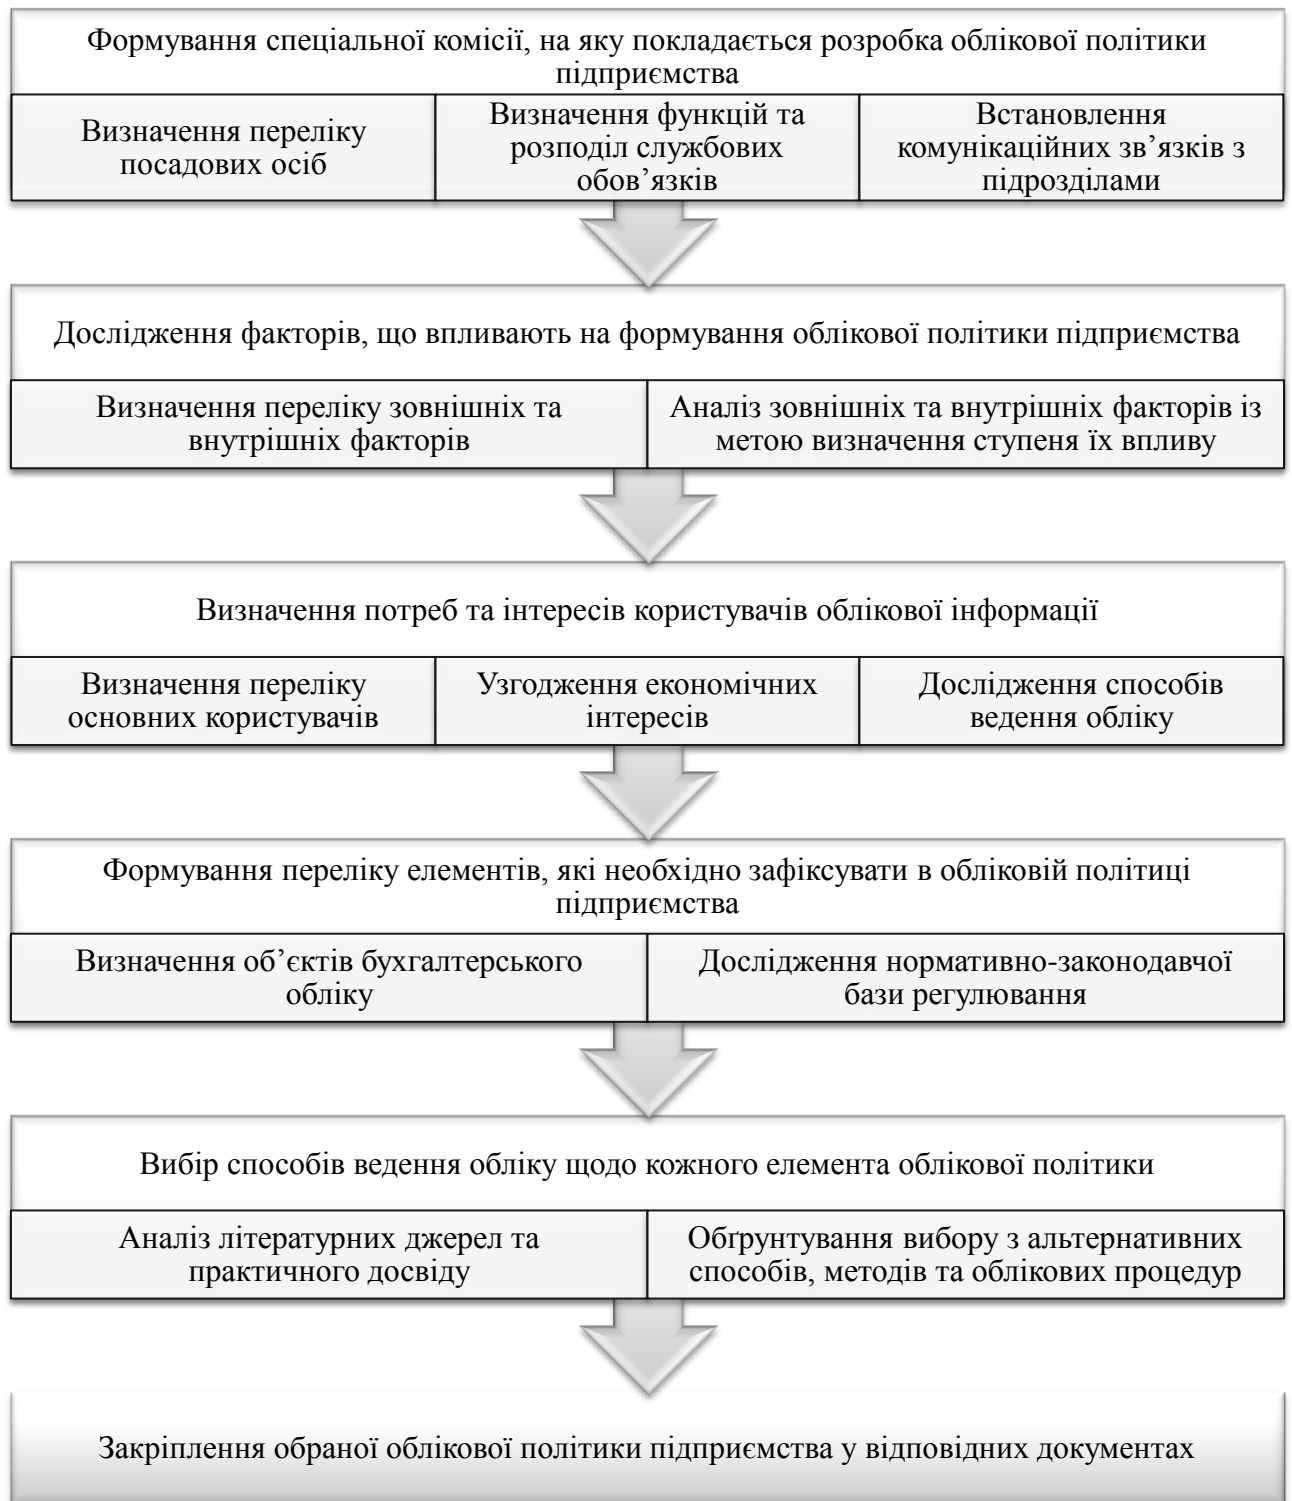 Формування спеціальної комісії, на яку покладається розробка облікової політики
підприємства
Визначення переліку
посадових осіб
Визначення функцій та
розподіл службових
обов’язків
Встановлення
комунікаційних зв’язків з
підрозділами
Дослідження факторів, що впливають на формування облікової політики підприємства
Визначення переліку зовнішніх та
внутрішніх факторів
Аналіз зовнішніх та внутрішніх факторів із
метою визначення ступеня їх впливу
Визначення потреб та інтересів користувачів облікової інформації
Визначення переліку
основних користувачів
Узгодження економічних
інтересів
Дослідження способів
ведення обліку
Формування переліку елементів, які необхідно зафіксувати в обліковій політиці
підприємства
Визначення об’єктів бухгалтерського
обліку
Дослідження нормативно-законодавчої
бази регулювання
Вибір способів ведення обліку щодо кожного елемента облікової політики
Аналіз літературних джерел та
практичного досвіду
Обґрунтування вибору з альтернативних
способів, методів та облікових процедур
Закріплення обраної облікової політики підприємства у відповідних документах